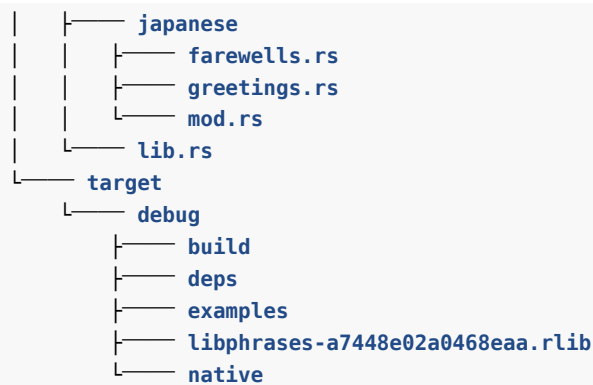 │   ├── japanese
│   │   ├── farewells.rs
│   │   ├── greetings.rs
│   │   └── mod.rs
│   └── lib.rs
└── target
    └── debug
        ├── build
        ├── deps
        ├── examples
        ├── libphrases-a7448e02a0468eaa.rlib
        └── native